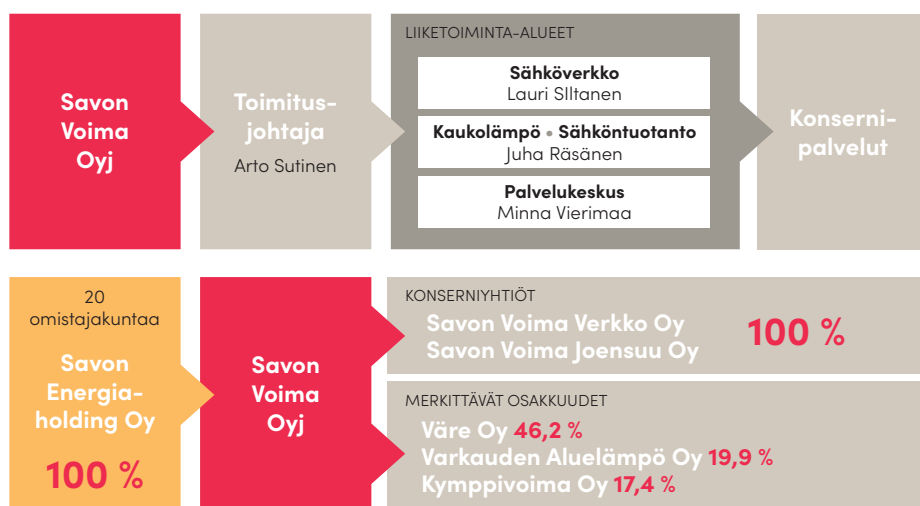 Savon
Voima
Oyj
Toimitus-
johtaja
Arto Sutinen
LIIKETOIMINTA-ALUEET
Sähköverkko
Lauri SIltanen
Kaukolämpö • Sähköntuotanto
Juha Räsänen
Palvelukeskus
Minna Vierimaa
Konserni-
palvelut
20
omistajakuntaa
Savon
Energia-
holding Oy
100 %
Savon
Voima
Oyj
KONSERNIYHTIÖT
Savon Voima Verkko Oy
Savon Voima Joensuu Oy
100 %
MERKITTÄVÄT OSAKKUUDET
Väre Oy 46,2 %
Varkauden Aluelämpö Oy 19,9 %
Kymppivoima Oy 17,4 %